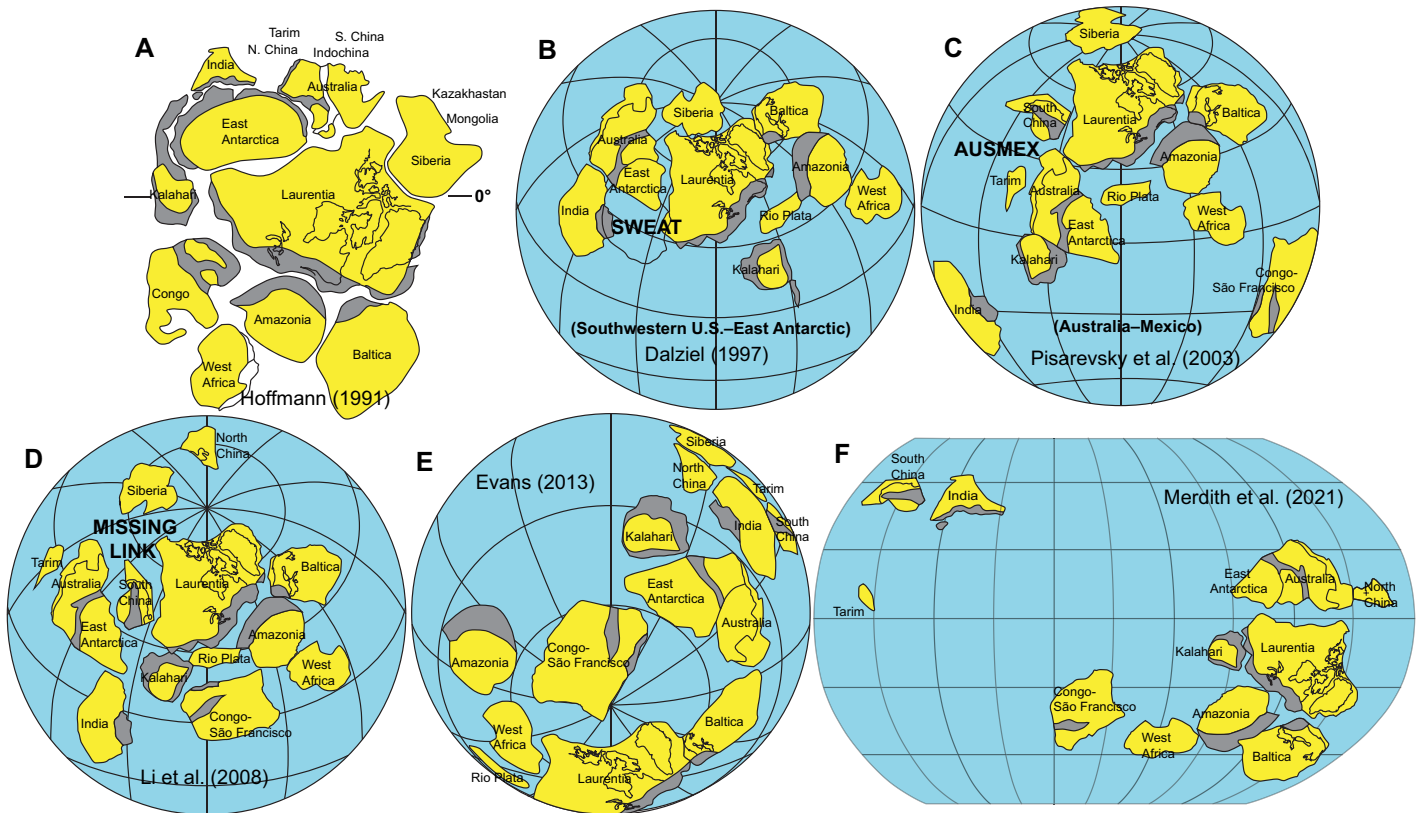 A
Tarim
S. China
N. China
Indochina
India
Australia
Kazakhastan
Mongolia
East
Antarctica
Siberia
Kalahari
Laurentia
0°
Congo
Amazonia
Baltica
West
Africa
Hoffmann (1991)
B
Siberia
Baltica
Australia
East
Antarctica
Laurentia
Amazonia
India
Rio Plata
West
Africa
SWEAT
Kalahari
(Southwestern U.S.–East Antarctic)
Dalziel (1997)
C
Siberia
South
China
Laurentia
Baltica
AUSMEX
Amazonia
Tarim
Australia
Rio Plata
West
Africa
East
Antarctica
Kalahari
Congo-
São Francisco
India
(Australia–Mexico)
Pisarevsky et al. (2003)
D
North
China
Siberia
MISSING
LINK
Tarim
Australia
South
China
Laurentia
Baltica
East
Antarctica
Amazonia
Rio Plata
West
Africa
Kalahari
India
Congo-
São Francisco
Li et al. (2008)
E
Evans (2013)
Siberia
North
China
Tarim
India
South
China
Kalahari
East
Antarctica
Australia
Amazonia
Congo-
São Francisco
West
Africa
Baltica
Rio Plata
Laurentia
F
South
China
India
Merdith et al. (2021)
East
Antarctica
Australia
North
China
Tarim
Kalahari
Laurentia
Congo-
São Francisco
Amazonia
West
Africa
Baltica